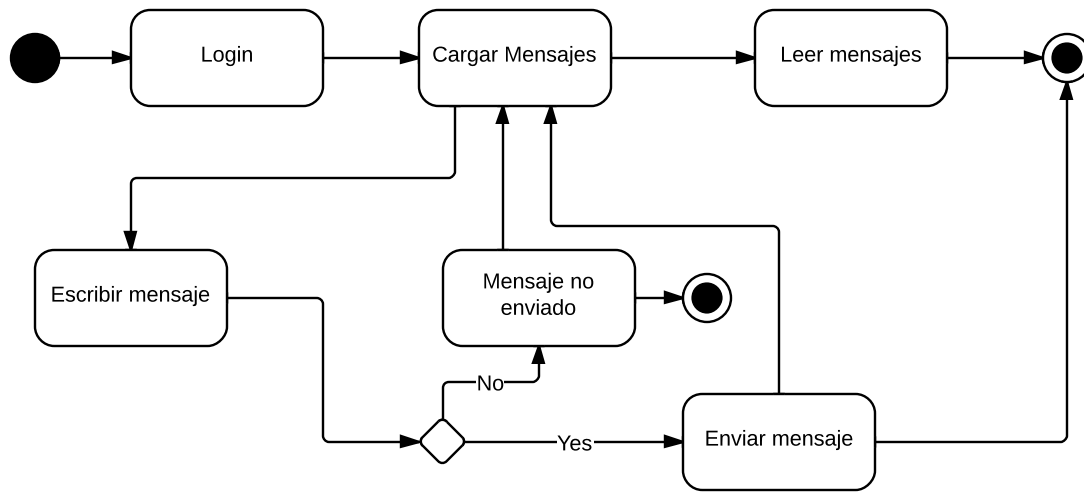 Login
Cargar Mensajes
Leer mensajes
Escribir mensaje
Mensaje no
enviado
No
Yes
Enviar mensaje